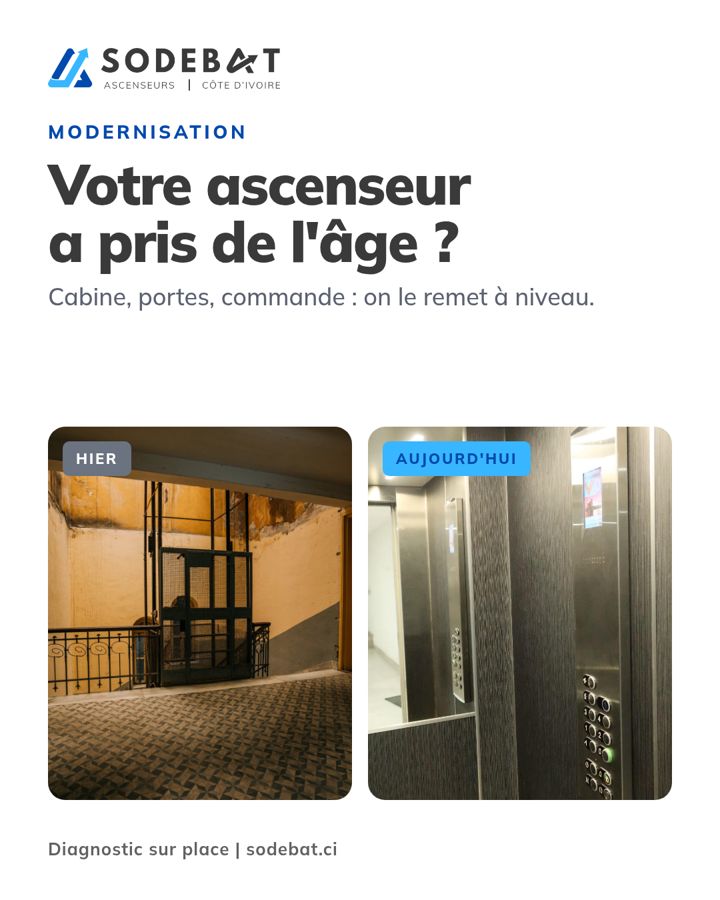 SODEBAT
ASCENSEURS | CÔTE D'IVOIRE
MODERNISATION
Votre ascenseur
a pris de l'âge ?
Cabine, portes, commande : on le remet à niveau.
HIER
AUJOURD'HUI
Diagnostic sur place | sodebat.ci